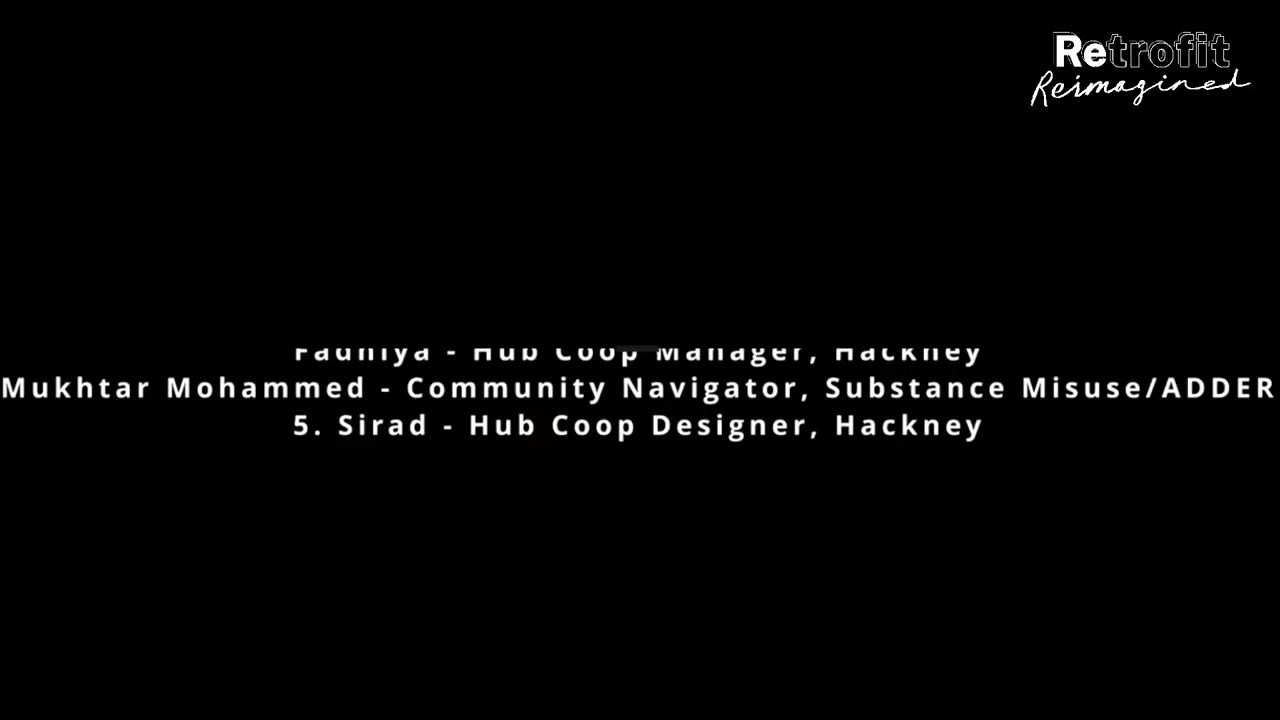 Retrofit
Reimagined
Fadhiya - Hub Coop Manager, Hackney
Mukhtar Mohammed - Community Navigator, Substance Misuse/ADDER
5. Sirad - Hub Coop Designer, Hackney